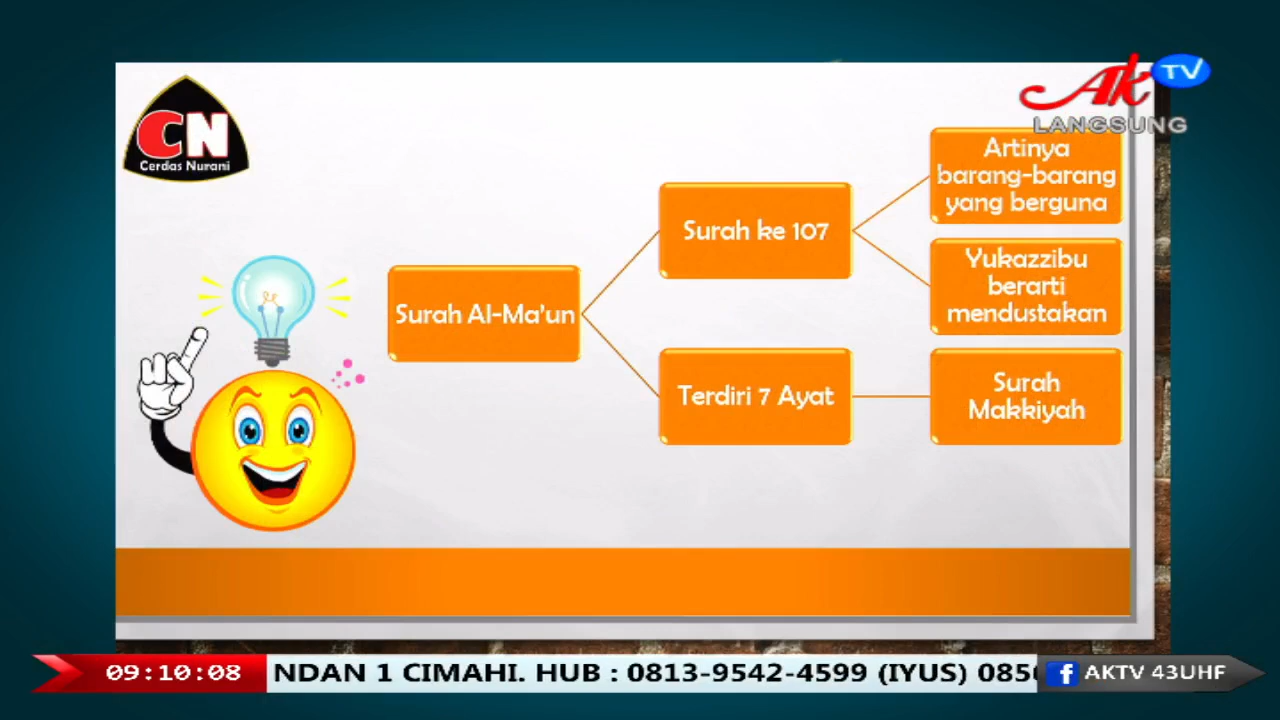 CN
Cerdas Nurani
Ak TV
LANGSUNG
Surah Al-Ma'un
Surah ke 107
Terdiri 7 Ayat
Artinya
barang-barang
yang berguna
Yukazzibu
berarti
mendustakan
Surah
Makkiyah
09:10:08
NDAN 1 CIMAHI. HUB : 0813-9542-4599 (IYUS) 085
AKTV 43UHF